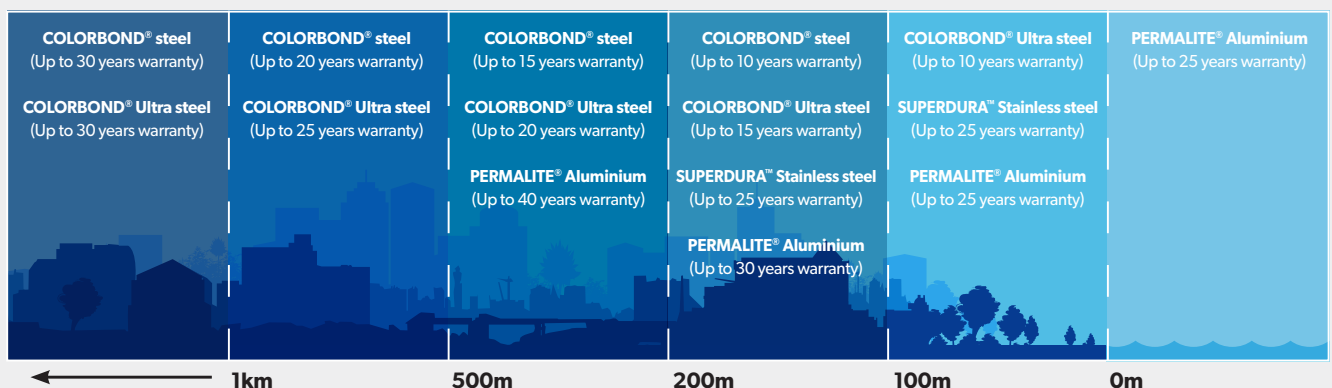 COLORBOND® steel
(Up to 30 years warranty)
COLORBOND® Ultra steel
(Up to 30 years warranty)
COLORBOND® steel
(Up to 20 years warranty)
COLORBOND® Ultra steel
(Up to 25 years warranty)
COLORBOND® steel
(Up to 15 years warranty)
COLORBOND® Ultra steel
(Up to 20 years warranty)
PERMALITE® Aluminium
(Up to 40 years warranty)
COLORBOND® steel
(Up to 10 years warranty)
COLORBOND® Ultra steel
(Up to 15 years warranty)
SUPERDURA™ Stainless steel
(Up to 25 years warranty)
PERMALITE® Aluminium
(Up to 30 years warranty)
COLORBOND® Ultra steel
(Up to 10 years warranty)
SUPERDURA™ Stainless steel
(Up to 25 years warranty)
PERMALITE® Aluminium
(Up to 25 years warranty)
PERMALITE® Aluminium
(Up to 25 years warranty)
1km 500m 200m 100m 0m